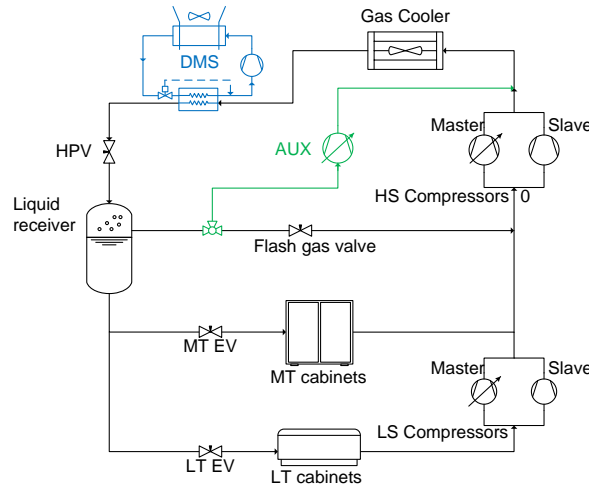 Gas Cooler
DMS
HPV
AUX
Master
Slave
HS Compressors 0
Liquid
receiver
Flash gas valve
MT EV
MT cabinets
Master
Slave
LS Compressors
LT EV
LT cabinets